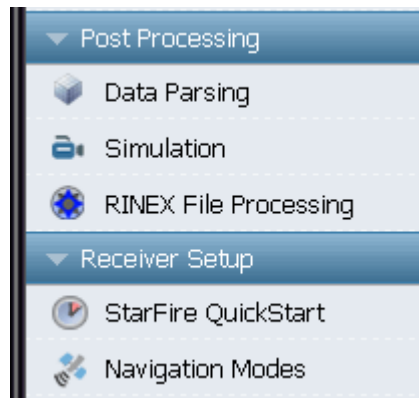 Post Processing
Data Parsing
Simulation
RINEX File Processing
Receiver Setup
StarFire QuickStart
Navigation Modes